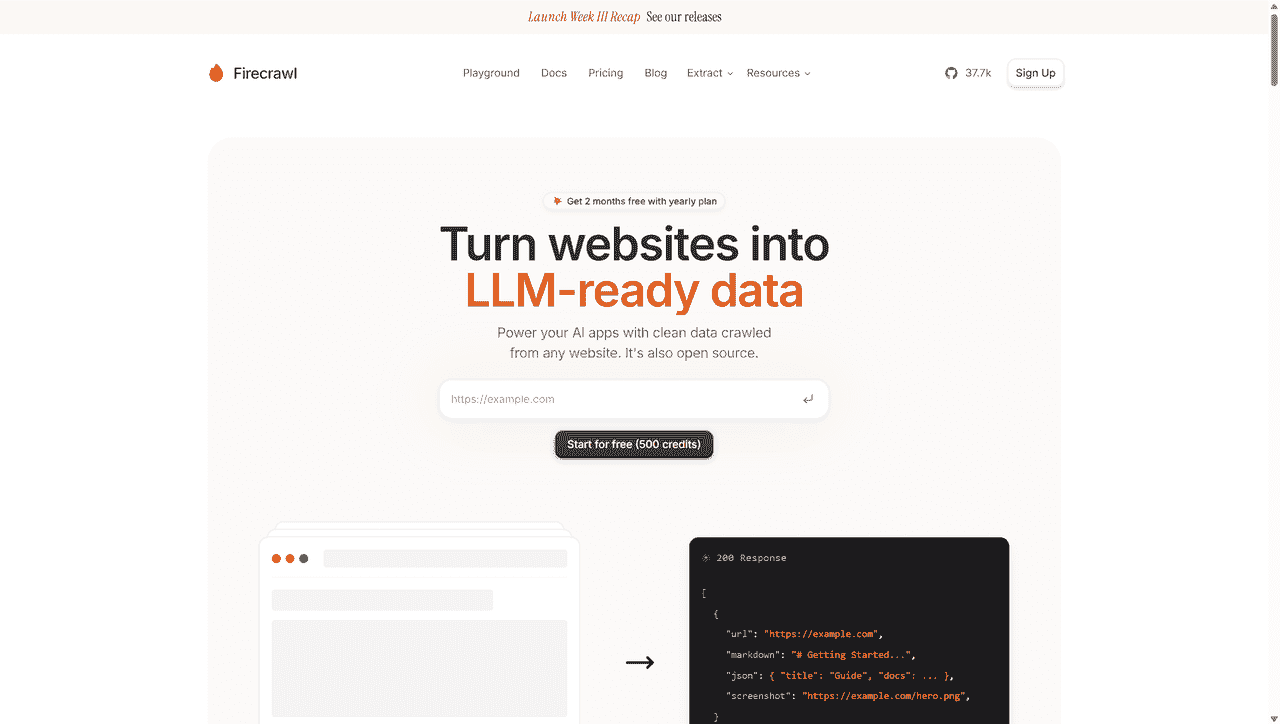 Launch Week III Recap See our releases
Firecrawl
Playground Docs Pricing Blog Extract Resources
37.7k Sign Up
Get 2 months free with yearly plan
Turn websites into
LLM-ready data
Power your AI apps with clean data crawled
from any website. It's also open source.
https://example.com
Start for free (500 credits)
200 Response
[
{
"url": "https://example.com",
"markdown": "# Getting Started...",
"json": { "title": "Guide", "docs": ... },
"screenshot": "https://example.com/hero.png",
}